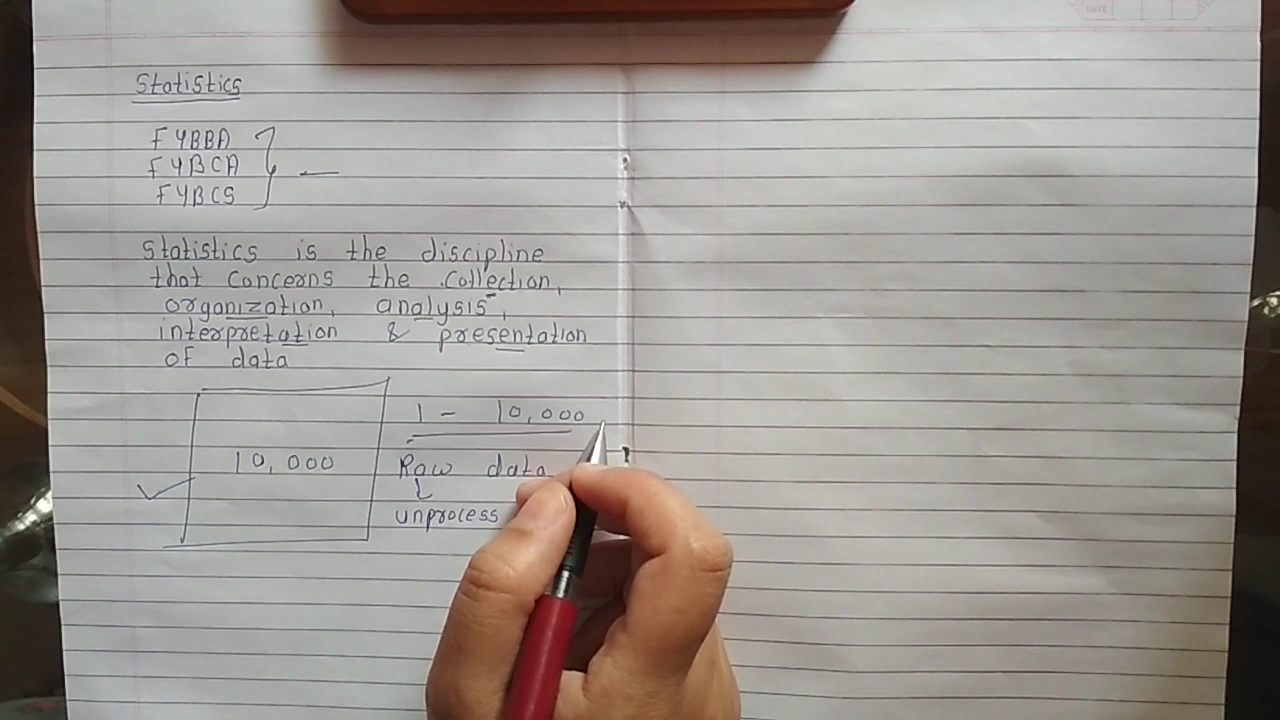 DATE
Statistics
FYBBA
FYBCA
FYBCS
Statistics is the discipline
that concerns the collection,
organization, analysis,
interpretation & presentation
of data
10,000
1 - 10,000
Raw data
unprocess